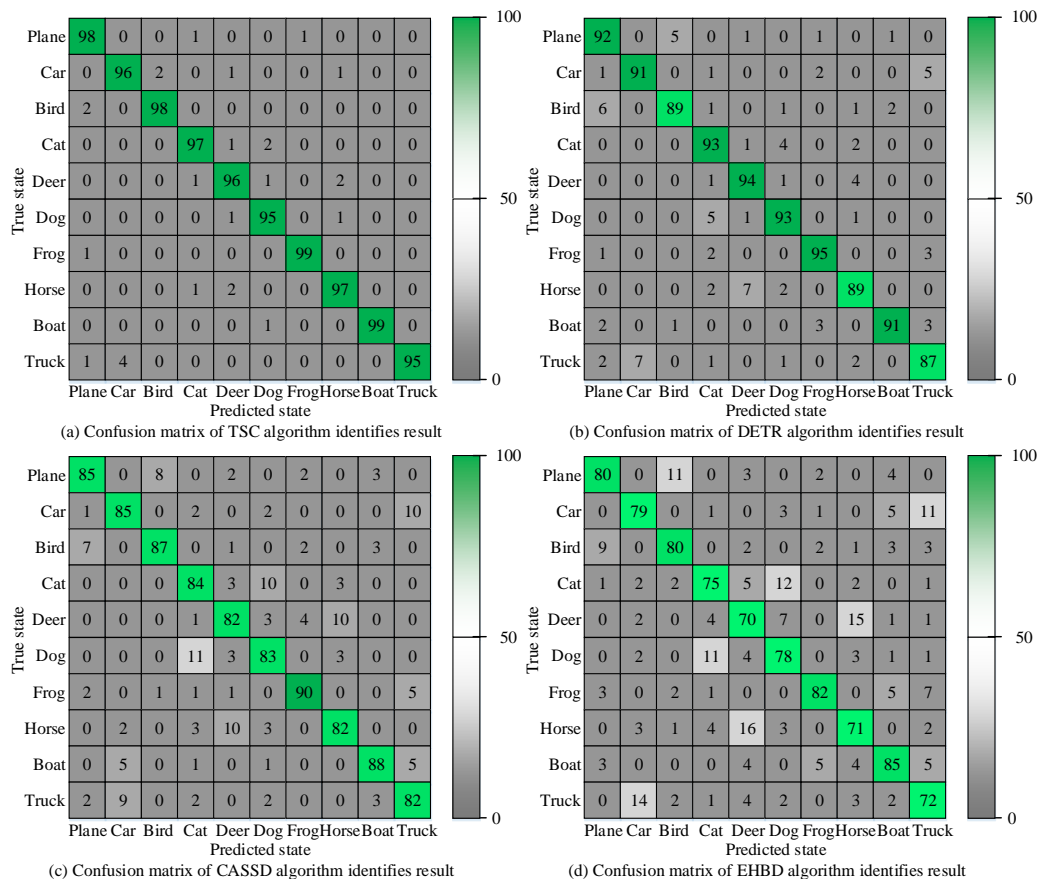 100
Plane 98 0 0 1 0 0 1 0 0 0
Car 0 96 2 0 1 0 0 1 0 0
Bird 2 0 98 0 0 0 0 0 0 0
Cat 0 0 0 97 1 2 0 0 0 0
Deer 0 0 0 1 96 1 0 2 0 0
50
Dog 0 0 0 0 1 95 0 1 0 0
Frog 1 0 0 0 0 0 99 0 0 0
Horse 0 0 0 1 2 0 0 97 0 0
Boat 0 0 0 0 0 1 0 0 99 0
Truck 1 4 0 0 0 0 0 0 0 95
0
True state
Plane Car Bird Cat Deer Dog Frog Horse Boat Truck
Predicted state
(a) Confusion matrix of TSC algorithm identifies result
100
Plane 92 0 5 0 1 0 1 0 1 0
Car 1 91 0 1 0 0 2 0 0 5
Bird 6 0 89 1 0 1 0 1 2 0
Cat 0 0 0 93 1 4 0 2 0 0
Deer 0 0 0 1 94 1 0 4 0 0
50
Dog 0 0 0 5 1 93 0 1 0 0
Frog 1 0 0 2 0 0 95 0 0 3
Horse 0 0 0 2 7 2 0 89 0 0
Boat 2 0 1 0 0 0 3 0 91 3
Truck 2 7 0 1 0 1 0 2 0 87
0
True state
Plane Car Bird Cat Deer Dog Frog Horse Boat Truck
Predicted state
(b) Confusion matrix of DETR algorithm identifies result
100
Plane 85 0 8 0 2 0 2 0 3 0
Car 1 85 0 2 0 2 0 0 0 10
Bird 7 0 87 0 1 0 2 0 3 0
Cat 0 0 0 84 3 10 0 3 0 0
Deer 0 0 0 1 82 3 4 10 0 0
50
Dog 0 0 0 11 3 83 0 3 0 0
Frog 2 0 1 1 1 0 90 0 0 5
Horse 0 2 0 3 10 3 0 82 0 0
Boat 0 5 0 1 0 1 0 0 88 5
Truck 2 9 0 2 0 2 0 0 3 82
0
True state
Plane Car Bird Cat Deer Dog Frog Horse Boat Truck
Predicted state
(c) Confusion matrix of CASSD algorithm identifies result
100
Plane 80 0 11 0 3 0 2 0 4 0
Car 0 79 0 1 0 3 1 0 5 11
Bird 9 0 80 0 2 0 2 1 3 3
Cat 1 2 2 75 5 12 0 2 0 1
Deer 0 2 0 4 70 7 0 15 1 1
50
Dog 0 2 0 11 4 78 0 3 1 1
Frog 3 0 2 1 0 0 82 0 5 7
Horse 0 3 1 4 16 3 0 71 0 2
Boat 3 0 0 0 4 0 5 4 85 5
Truck 0 14 2 1 4 2 0 3 2 72
0
True state
Plane Car Bird Cat Deer Dog Frog Horse Boat Truck
Predicted state
(d) Confusion matrix of EHBD algorithm identifies result